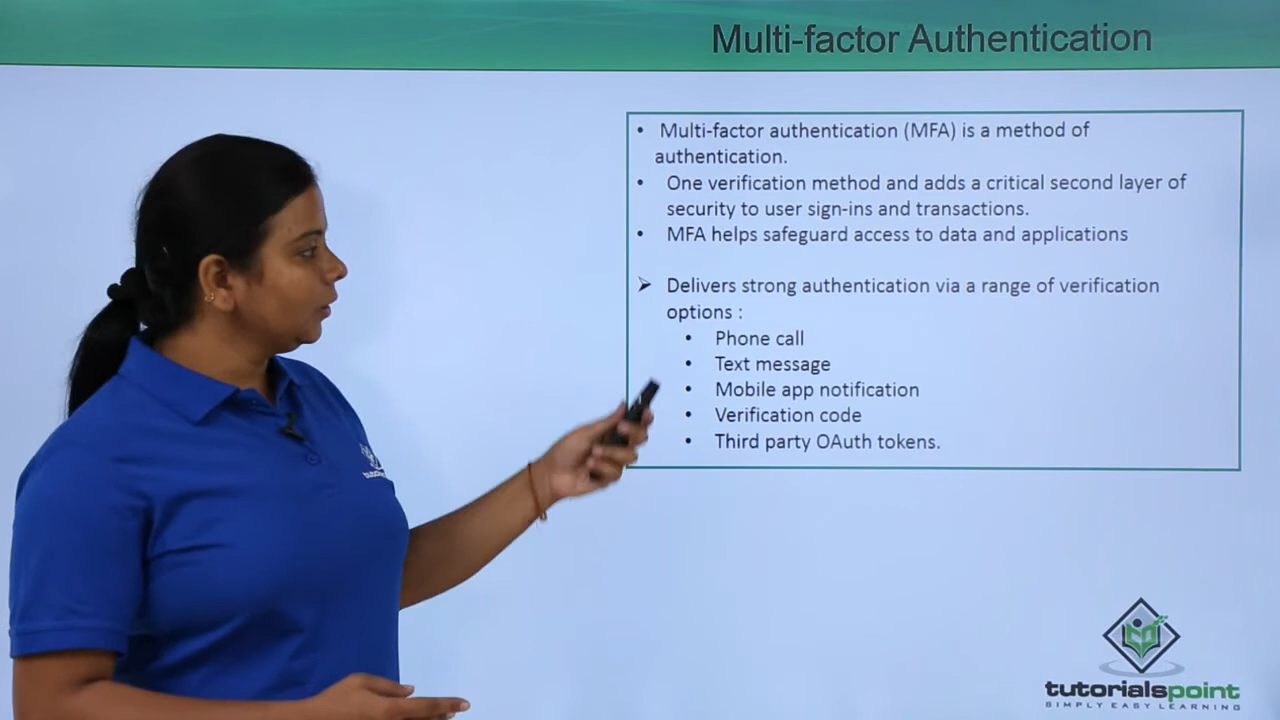 Multi-factor Authentication
• Multi-factor authentication (MFA) is a method of
authentication.
• One verification method and adds a critical second layer of
security to user sign-ins and transactions.
• MFA helps safeguard access to data and applications
➢ Delivers strong authentication via a range of verification
options :
• Phone call
• Text message
• Mobile app notification
• Verification code
• Third party OAuth tokens.
tutorialspoint
SIMPLY EASY LEARNING